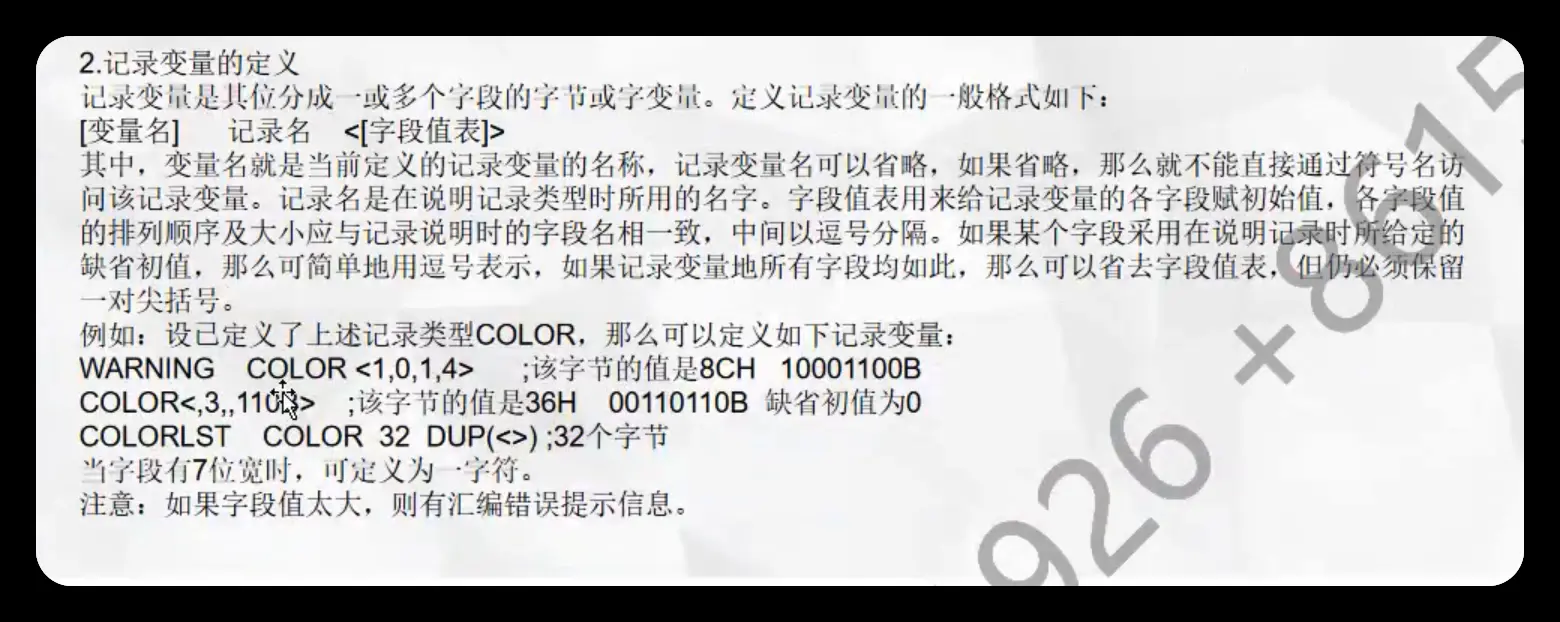 2.记录变量的定义
记录变量是其位分成一或多个字段的字节或字变量。定义记录变量的一般格式如下：
[变量名] 记录名 <[字段值表]>
其中，变量名就是当前定义的记录变量的名称，记录变量名可以省略，如果省略，那么就不能直接通过符号名访
问该记录变量。记录名是在说明记录类型时所用的名字。字段值表用来给记录变量的各字段赋初始值，各字段值
的排列顺序及大小应与记录说明时的字段名相一致，中间以逗号分隔。如果某个字段采用在说明记录时所给定的
缺省初值，那么可简单地用逗号表示，如果记录变量地所有字段均如此，那么可以省去字段值表，但仍必须保留
一对尖括号。
例如：设已定义了上述记录类型COLOR，那么可以定义如下记录变量：
WARNING COLOR <1,0,1,4> ;该字节的值是8CH 10001100B
COLOR<,3,,110 > ;该字节的值是36H 00110110B 缺省初值为0
COLORLST COLOR 32 DUP(<>) ;32个字节
当字段有7位宽时，可定义为一字符。
注意：如果字段值太大，则有汇编错误提示信息。
926 +8615